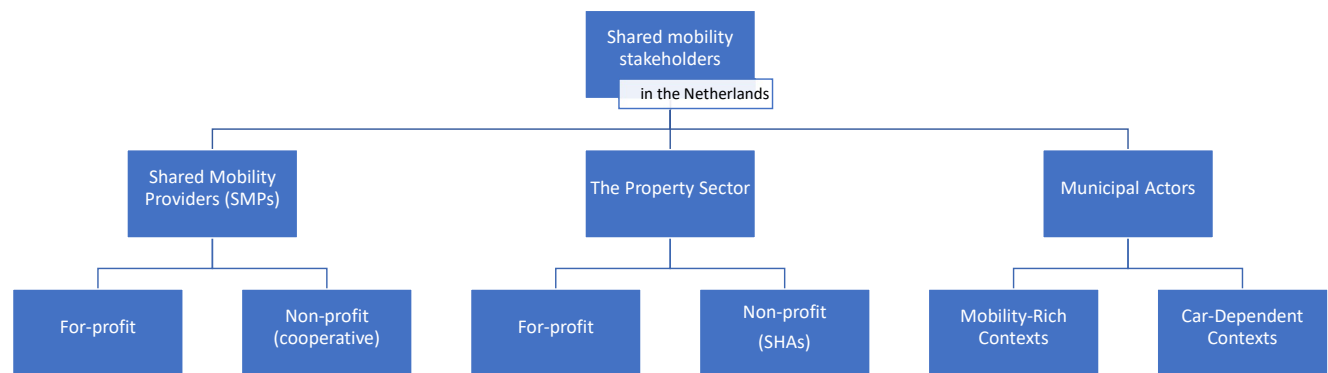 Shared mobility
stakeholders
in the Netherlands
Shared Mobility
Providers (SMPs)
The Property Sector
Municipal Actors
For-profit
Non-profit
(cooperative)
For-profit
Non-profit
(SHAs)
Mobility-Rich
Contexts
Car-Dependent
Contexts